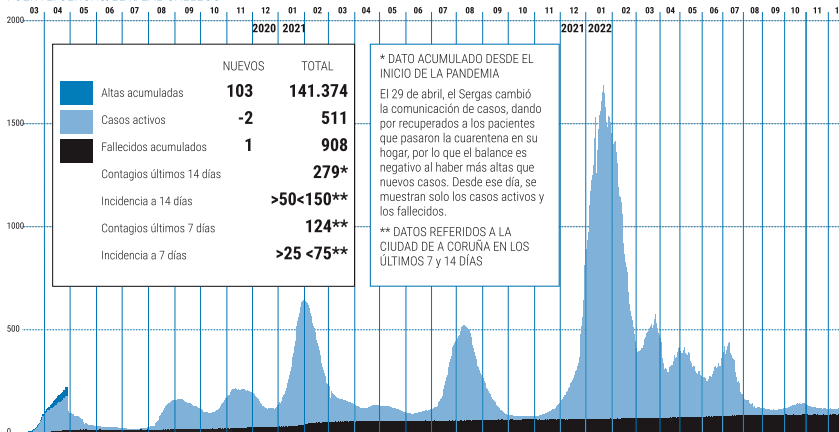 03 04 05 06 07 08 09 10 11 12 01 02 03 04 05 06 07 08 09 10 11 12 01 02 03 04 05 06 07 08 09 10 11
2020 2021 2021 2022
2000
1500
1000
500
0
NUEVOS TOTAL
Altas acumuladas 103 141.374
Casos activos -2 511
Fallecidos acumulados 1 908
Contagios últimos 14 días 279*
Incidencia a 14 días >50<150**
Contagios últimos 7 días 124**
Incidencia a 7 días >25 <75**
* DATO ACUMULADO DESDE EL
INICIO DE LA PANDEMIA
El 29 de abril, el Sergas cambió
la comunicación de casos, dando
por recuperados a los pacientes
que pasaron la cuarentena en su
hogar, por lo que el balance es
negativo al haber más altas que
nuevos casos. Desde ese día, se
muestran solo los casos activos y
los fallecidos.
** DATOS REFERIDOS A LA
CIUDAD DE A CORUÑA EN LOS
ÚLTIMOS 7 y 14 DÍAS